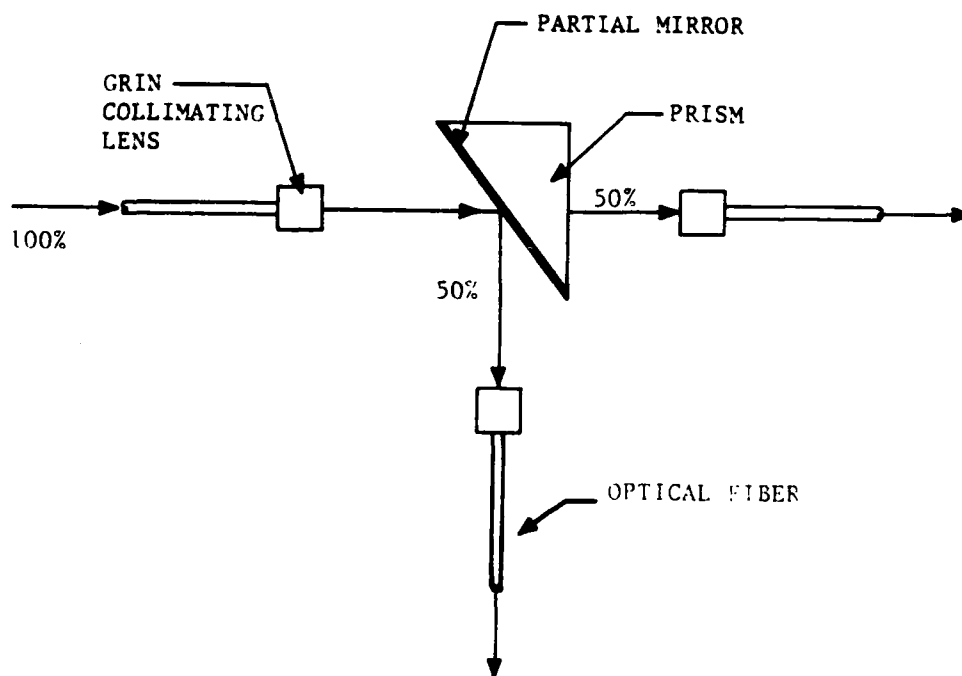 PARTIAL MIRROR
GRIN
COLLIMATING
LENS
PRISM
50%
100%
50%
OPTICAL FIBER